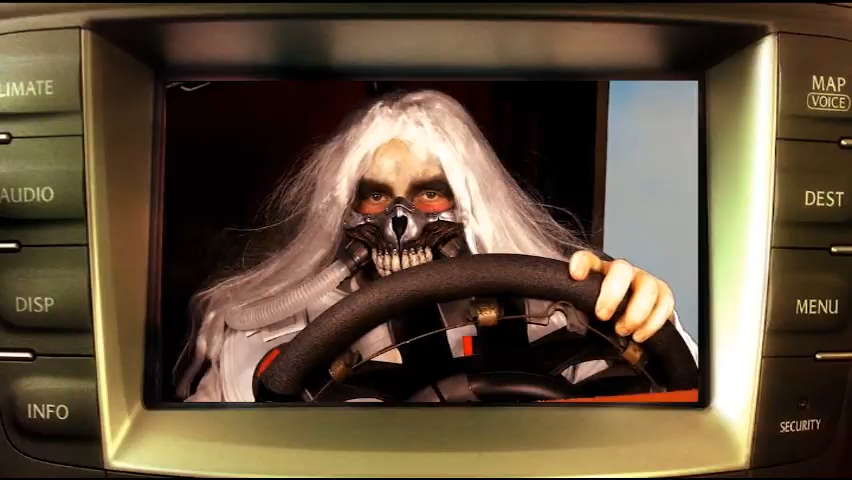 LIMATE
AUDIO
DISP
INFO
MAP
VOICE
DEST
MENU
SECURITY